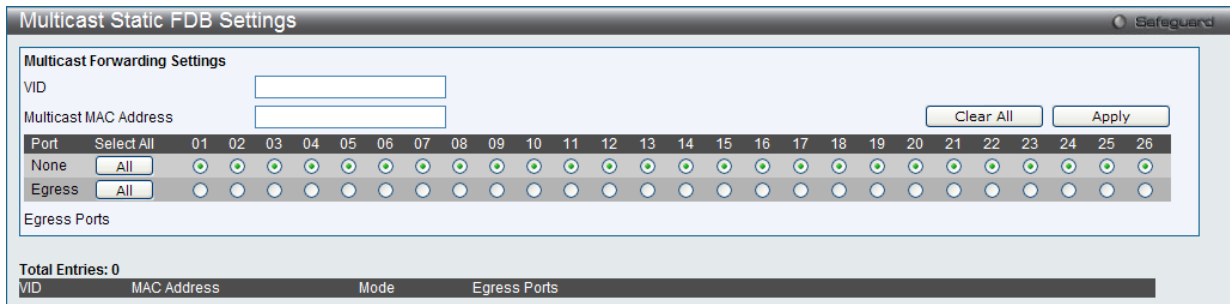 Multicast Static FDB Settings Safeguard
Multicast Forwarding Settings
VID
Multicast MAC Address Clear All Apply
Port Select All 01 02 03 04 05 06 07 08 09 10 11 12 13 14 15 16 17 18 19 20 21 22 23 24 25 26
None All
Egress All
Egress Ports
Total Entries: 0
VID MAC Address Mode Egress Ports